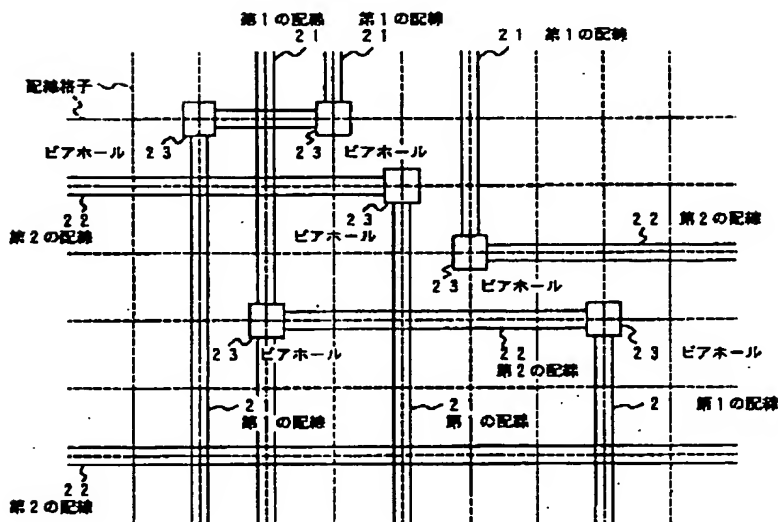 第1の配線 第1の配線
21 21 21 第1の配線
配線格子
23 23
ビアホール ビアホール
22 23 22 第2の配線
第2の配線 ビアホール
23 ビアホール
23 ビアホール 22 23 ビアホール
第2の配線
21 21 2 第1の配線
第1の配線 第1の配線
22
第2の配線